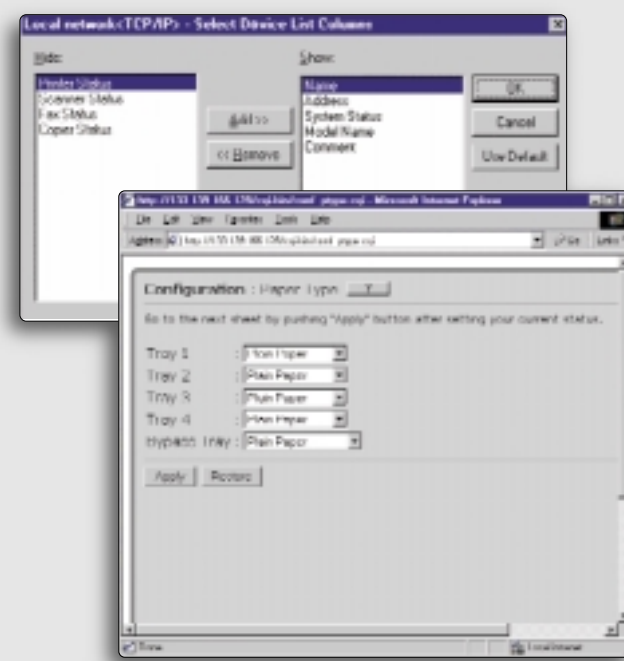 Local network<TCP/IP> - Select Device List Columns
Hide:
Printer Status
Scanner Status
Fax Status
Copier Status
Add >>
<< Remove
Show:
Name
Address
System Status
Model Name
Comment
OK
Cancel
Use Default
Microsoft Internet Explorer
File Edit View Favorites Tools Help
Address
Go Links
Configuration : Paper Type ?
Go to the next sheet by pushing "Apply" button after setting your current status.
Tray 1 : Plain Paper
Tray 2 : Plain Paper
Tray 3 : Plain Paper
Tray 4 : Plain Paper
Bypass Tray : Plain Paper
Apply Restore
Done
Local intranet